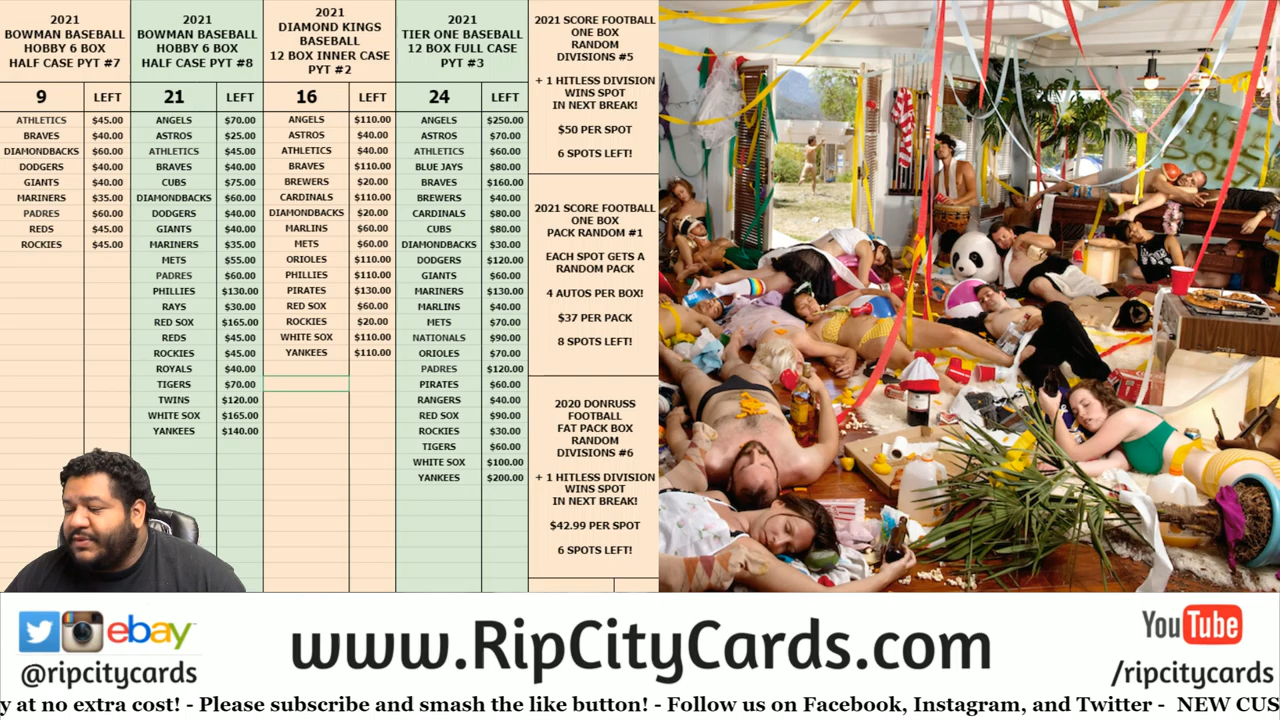 2021
BOWMAN BASEBALL
HOBBY 6 BOX
HALF CASE PYT #7
9 LEFT
ATHLETICS $45.00
BRAVES $40.00
DIAMONDBACKS $60.00
DODGERS $40.00
GIANTS $40.00
MARINERS $35.00
PADRES $60.00
REDS $45.00
ROCKIES $45.00
2021
BOWMAN BASEBALL
HOBBY 6 BOX
HALF CASE PYT #8
21 LEFT
ANGELS $70.00
ASTROS $25.00
ATHLETICS $45.00
BRAVES $40.00
CUBS $75.00
DIAMONDBACKS $60.00
DODGERS $40.00
GIANTS $40.00
MARINERS $35.00
METS $55.00
PADRES $60.00
PHILLIES $130.00
RAYS $30.00
RED SOX $165.00
REDS $45.00
ROCKIES $45.00
ROYALS $40.00
TIGERS $70.00
TWINS $120.00
WHITE SOX $165.00
YANKEES $140.00
2021
DIAMOND KINGS
BASEBALL
12 BOX INNER CASE
PYT #2
16 LEFT
ANGELS $110.00
ASTROS $40.00
ATHLETICS $40.00
BRAVES $110.00
BREWERS $20.00
CARDINALS $110.00
DIAMONDBACKS $20.00
MARLINS $60.00
METS $60.00
ORIOLES $110.00
PHILLIES $110.00
PIRATES $130.00
RED SOX $60.00
ROCKIES $20.00
WHITE SOX $110.00
YANKEES $110.00
2021
TIER ONE BASEBALL
12 BOX FULL CASE
PYT #3
24 LEFT
ANGELS $250.00
ASTROS $70.00
ATHLETICS $60.00
BLUE JAYS $80.00
BRAVES $160.00
BREWERS $40.00
CARDINALS $80.00
CUBS $80.00
DIAMONDBACKS $30.00
DODGERS $120.00
GIANTS $60.00
MARINERS $130.00
MARLINS $40.00
METS $70.00
NATIONALS $90.00
ORIOLES $70.00
PADRES $120.00
PIRATES $60.00
RANGERS $40.00
RED SOX $90.00
ROCKIES $30.00
TIGERS $60.00
WHITE SOX $100.00
YANKEES $200.00
2021 SCORE FOOTBALL
ONE BOX
RANDOM
DIVISIONS #5
+ 1 HITLESS DIVISION
WINS SPOT
IN NEXT BREAK!
$50 PER SPOT
6 SPOTS LEFT!
2021 SCORE FOOTBALL
ONE BOX
PACK RANDOM #1
EACH SPOT GETS A
RANDOM PACK
4 AUTOS PER BOX!
$37 PER PACK
8 SPOTS LEFT!
2020 DONRUSS
FOOTBALL
FAT PACK BOX
RANDOM
DIVISIONS #6
+ 1 HITLESS DIVISION
WINS SPOT
IN NEXT BREAK!
$42.99 PER SPOT
6 SPOTS LEFT!
ebay
@ripcitycards
www.RipCityCards.com
YouTube
/ripcitycards
y at no extra cost! - Please subscribe and smash the like button! - Follow us on Facebook, Instagram, and Twitter - NEW CUS